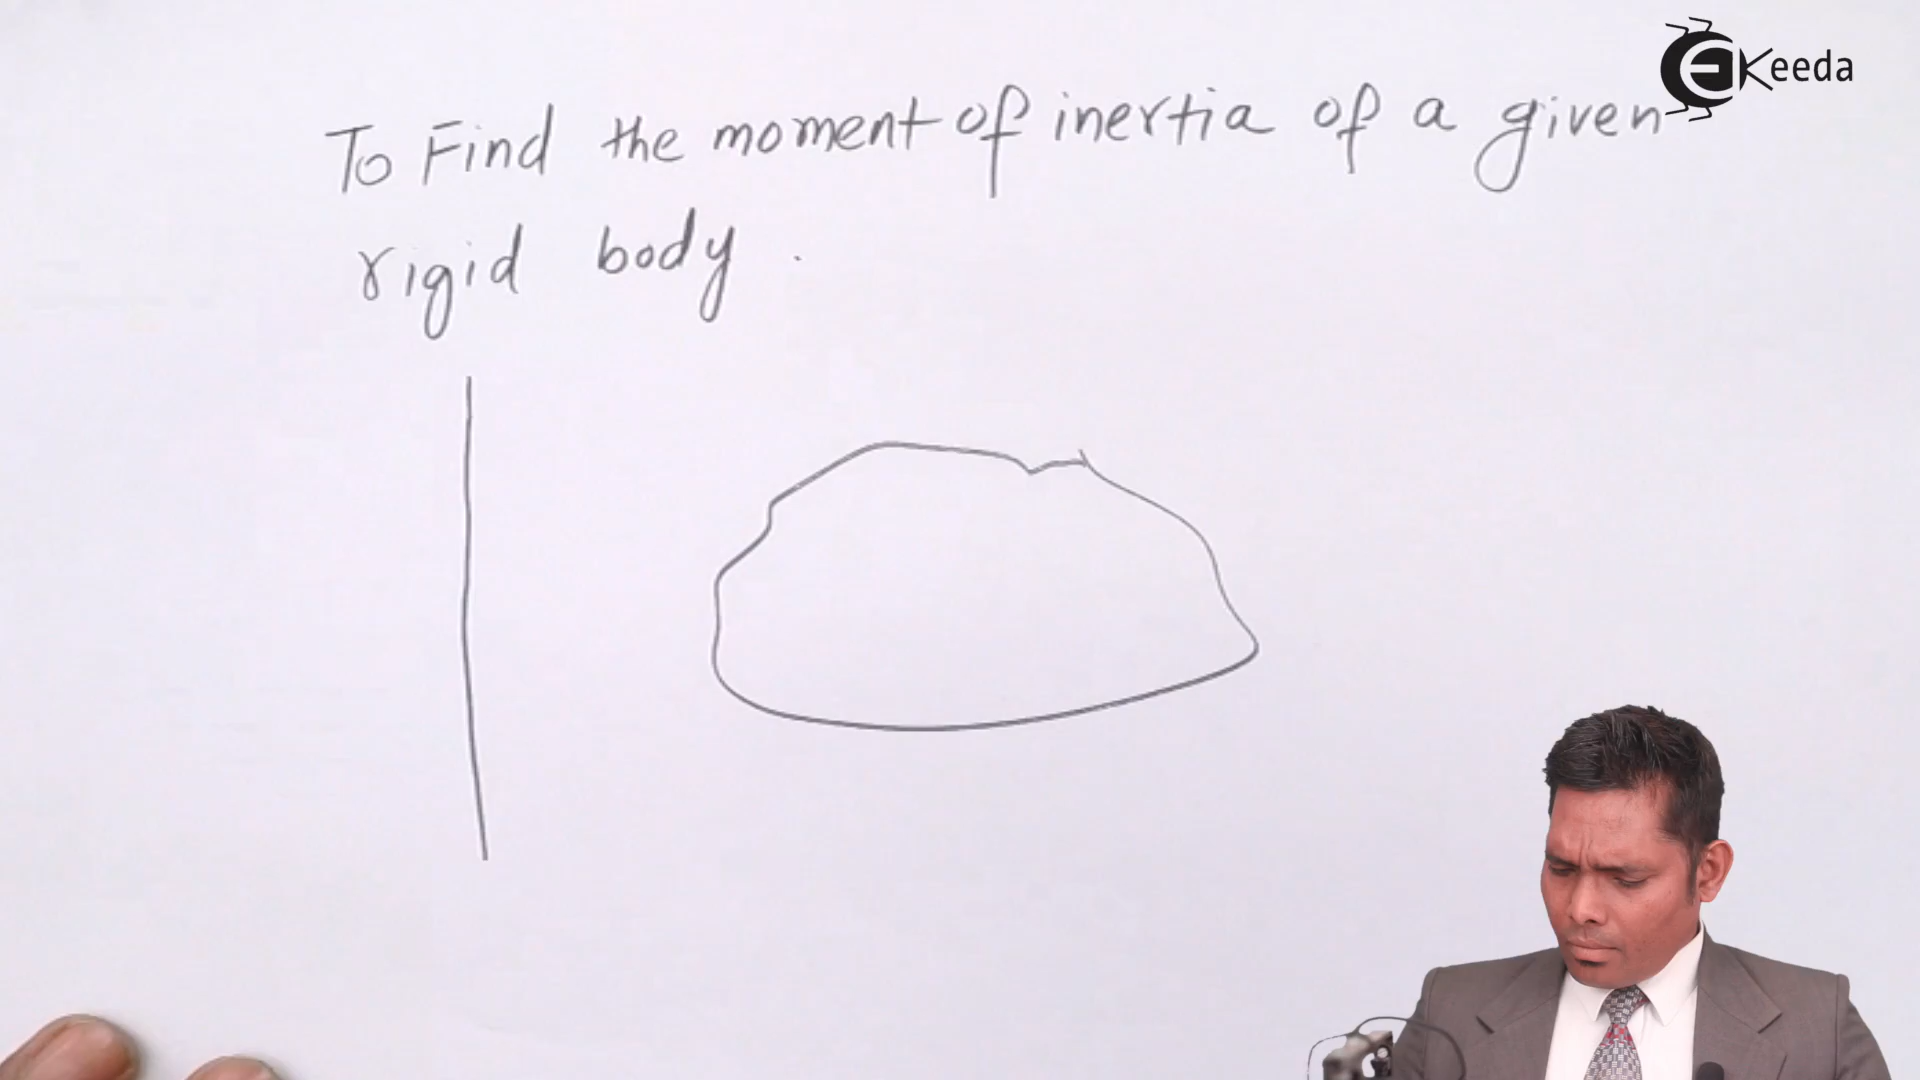 EKeeda
To Find the moment of inertia of a given
rigid body .